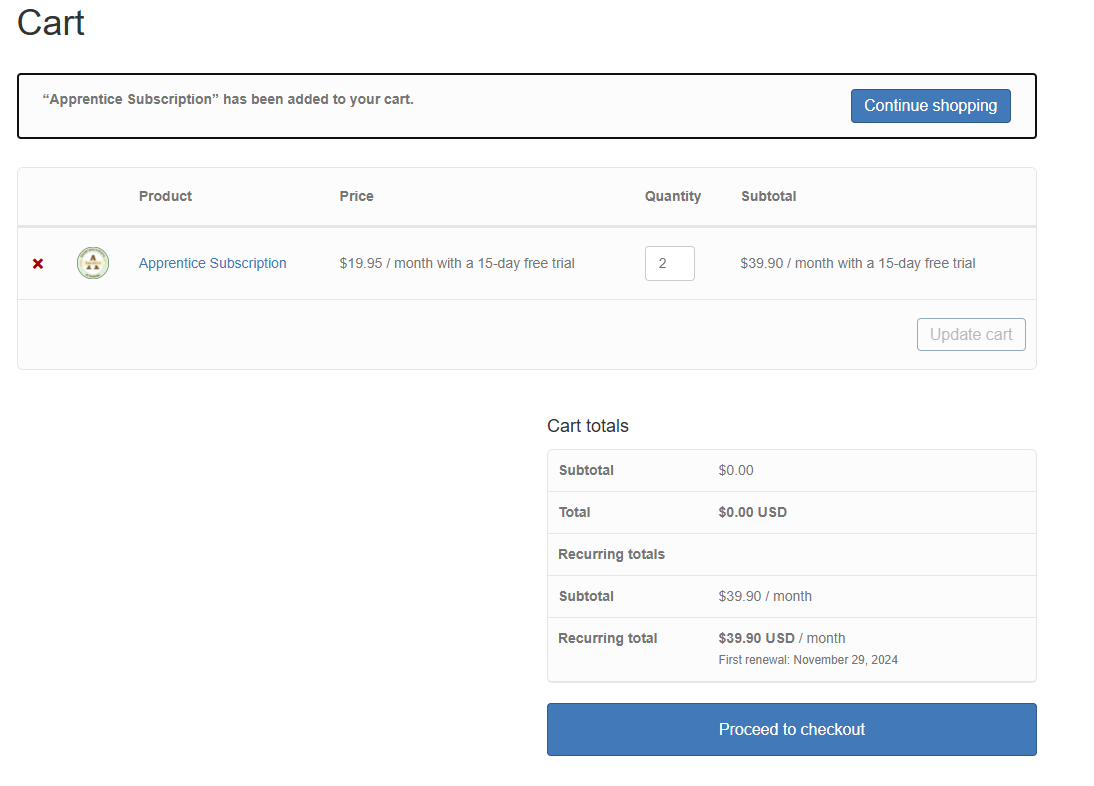 Cart
“Apprentice Subscription” has been added to your cart.
Continue shopping
Product Price Quantity Subtotal
Apprentice Subscription $19.95 / month with a 15-day free trial 2 $39.90 / month with a 15-day free trial
Update cart
Cart totals
Subtotal $0.00
Total $0.00 USD
Recurring totals
Subtotal $39.90 / month
Recurring total $39.90 USD / month
First renewal: November 29, 2024
Proceed to checkout